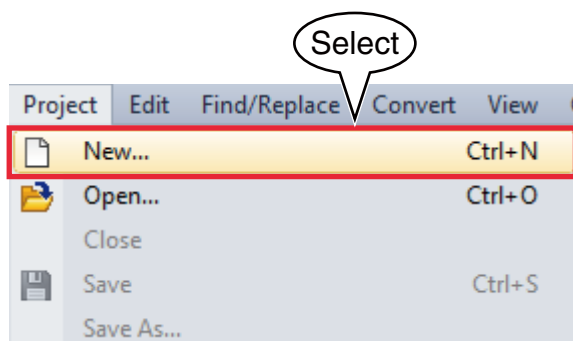 Select
Project Edit Find/Replace Convert View
New... Ctrl+N
Open... Ctrl+O
Close
Save Ctrl+S
Save As...